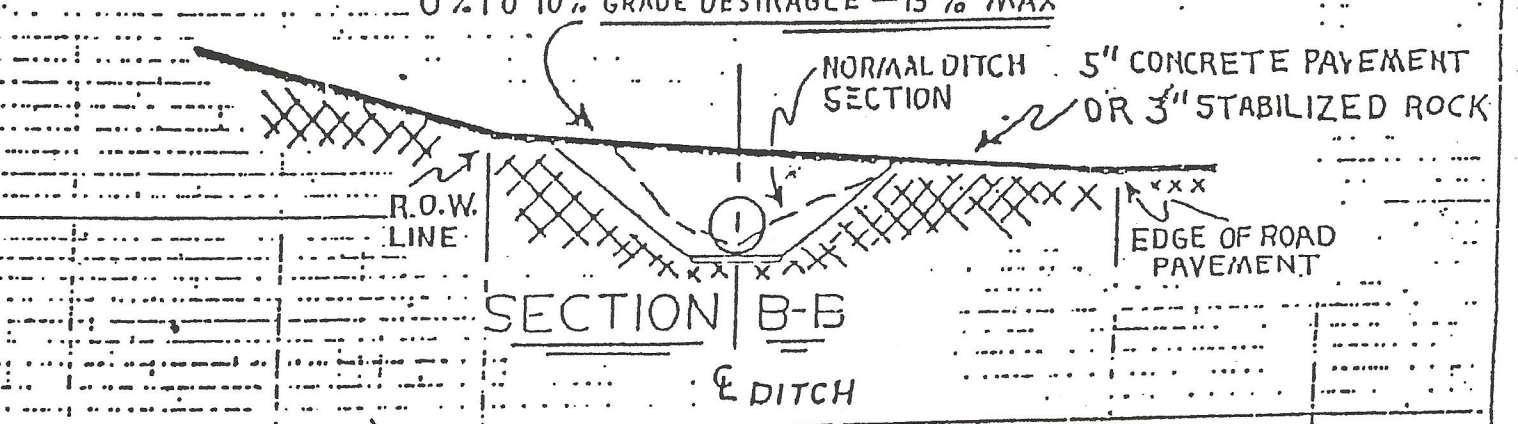 0% TO 10% GRADE DESIRABLE — 15% MAX
NORMAL DITCH
SECTION
5" CONCRETE PAVEMENT
OR 3" STABILIZED ROCK
R.O.W.
LINE
EDGE OF ROAD
PAVEMENT
SECTION B-B
℄ DITCH